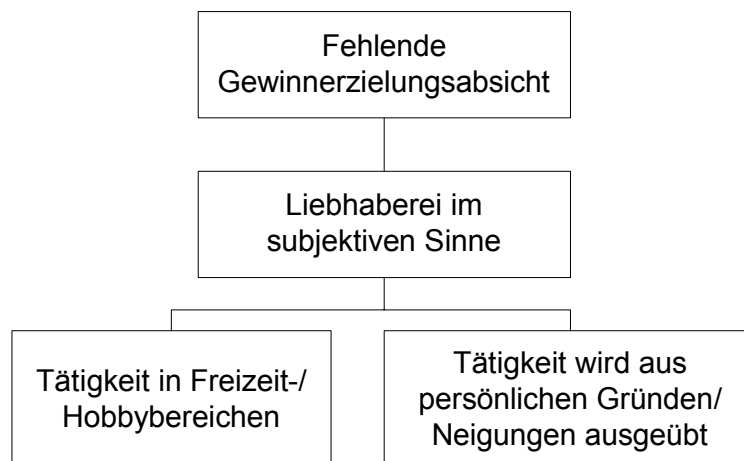 Fehlende
Gewinnerzielungsabsicht
Liebhaberei im
subjektiven Sinne
Tätigkeit in Freizeit-/
Hobbybereichen
Tätigkeit wird aus
persönlichen Gründen/
Neigungen ausgeübt